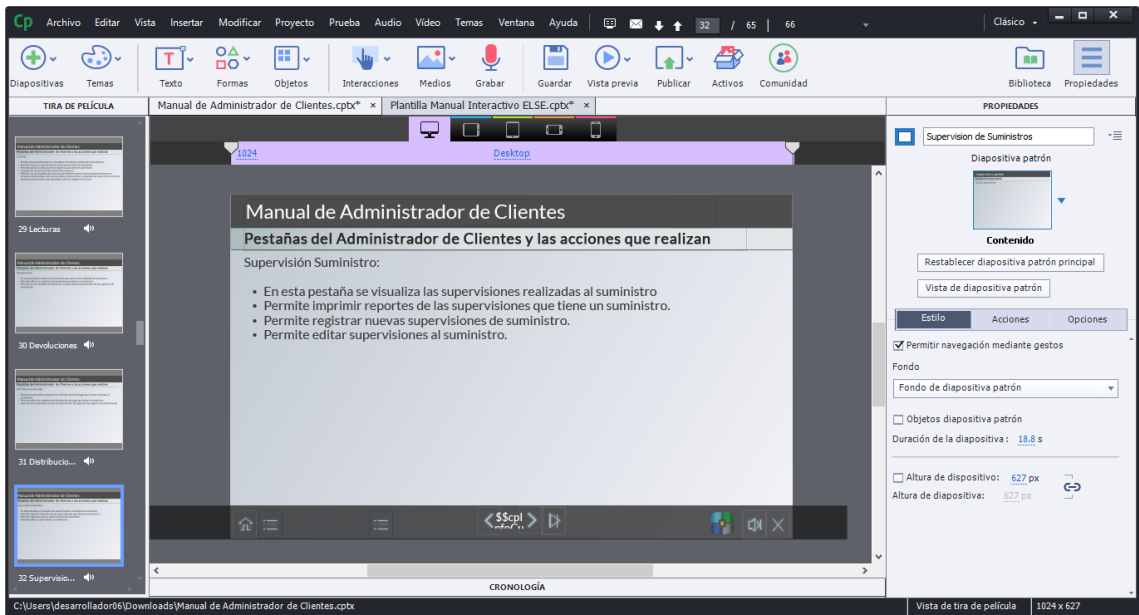 Cp Archivo Editar Vista Insertar Modificar Proyecto Prueba Audio Vídeo Temas Ventana Ayuda 32 / 65 66 Clásico
Diapositivas Temas Texto Formas Objetos Interacciones Medios Grabar Guardar Vista previa Publicar Activos Comunidad Biblioteca Propiedades
TIRA DE PELÍCULA
Manual de Administrador de Clientes.cptx* × Plantilla Manual Interactivo ELSE.cptx* ×
PROPIEDADES
29 Lecturas
30 Devoluciones
31 Distribucio...
32 Supervisio...
1024 Desktop
Manual de Administrador de Clientes
Pestañas del Administrador de Clientes y las acciones que realizan
Supervisión Suministro:
• En esta pestaña se visualiza las supervisiones realizadas al suministro
• Permite imprimir reportes de las supervisiones que tiene un suministro.
• Permite registrar nuevas supervisiones de suministro.
• Permite editar supervisiones al suministro.
$$cpI
nfoCu
CRONOLOGÍA
Supervision de Suministros
Diapositiva patrón
Contenido
Restablecer diapositiva patrón principal
Vista de diapositiva patrón
Estilo Acciones Opciones
Permitir navegación mediante gestos
Fondo
Fondo de diapositiva patrón
Objetos diapositiva patrón
Duración de la diapositiva : 18.8 s
Altura de dispositivo: 627 px
Altura de diapositiva: 627 px
C:\Users\desarrollador06\Downloads\Manual de Administrador de Clientes.cptx
Vista de tira de película 1024 x 627